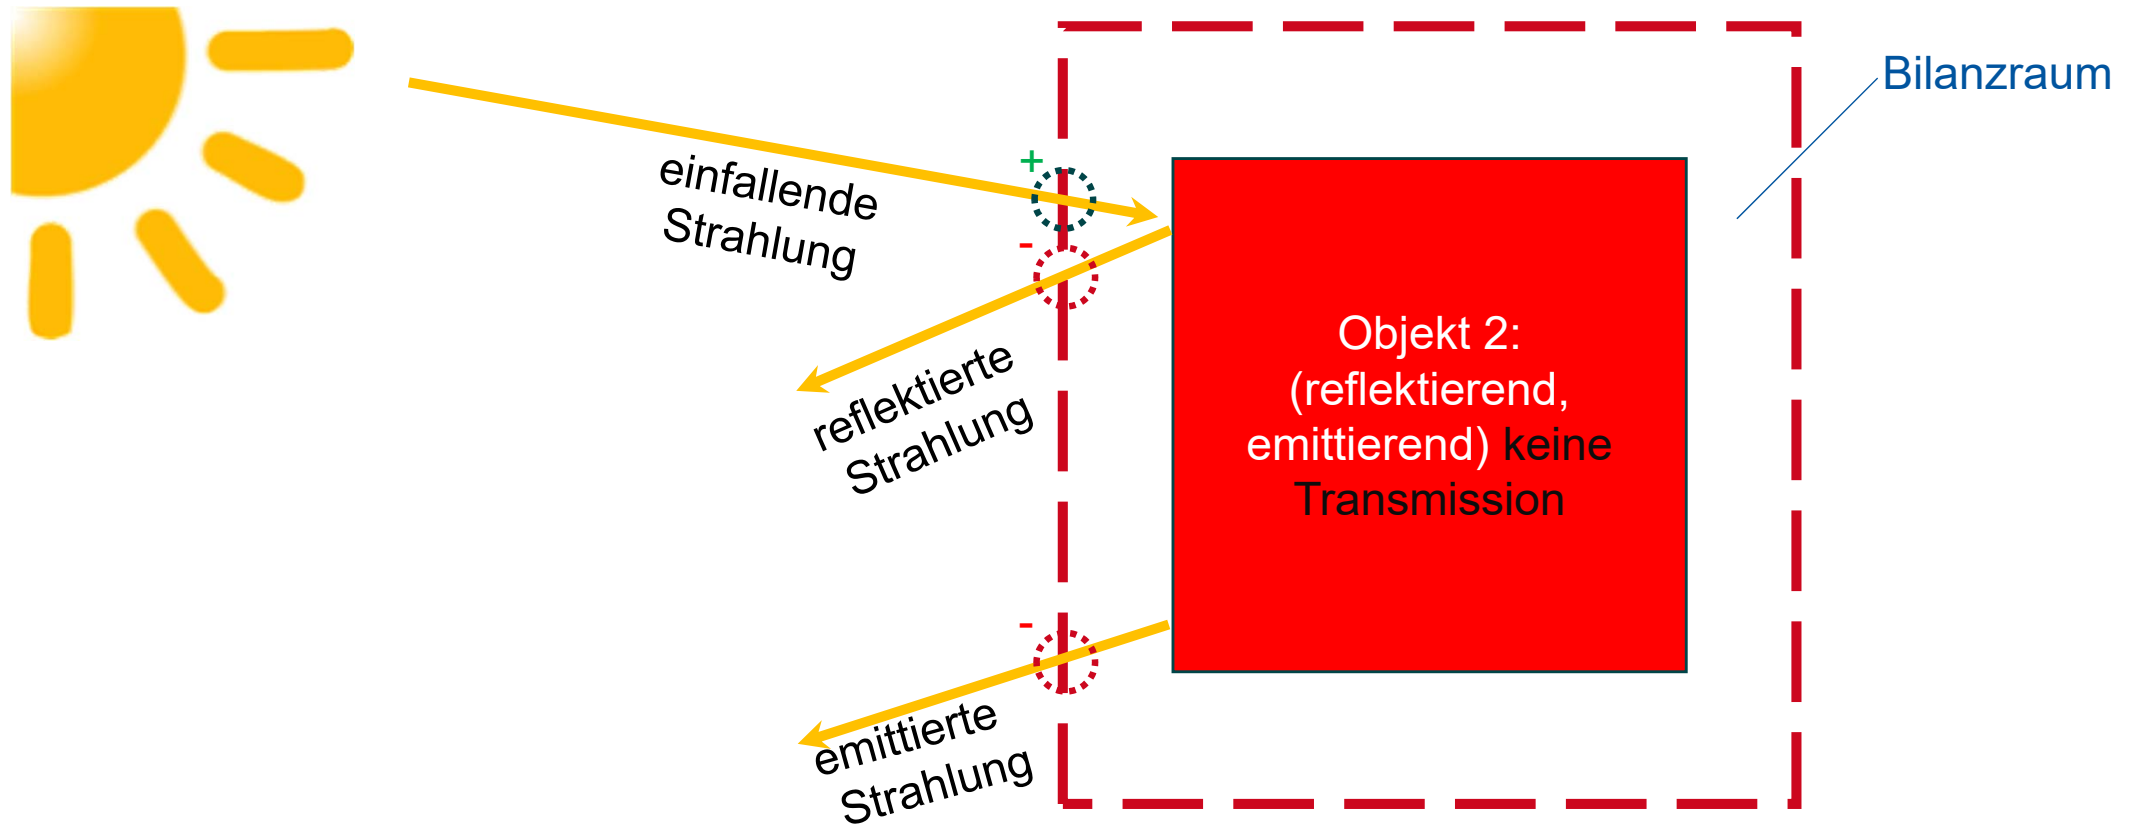 Bilanzraum
+
einfallende
Strahlung
-
reflektierte
Strahlung
Objekt 2:
(reflektierend,
emittierend) keine
Transmission
-
emittierte
Strahlung